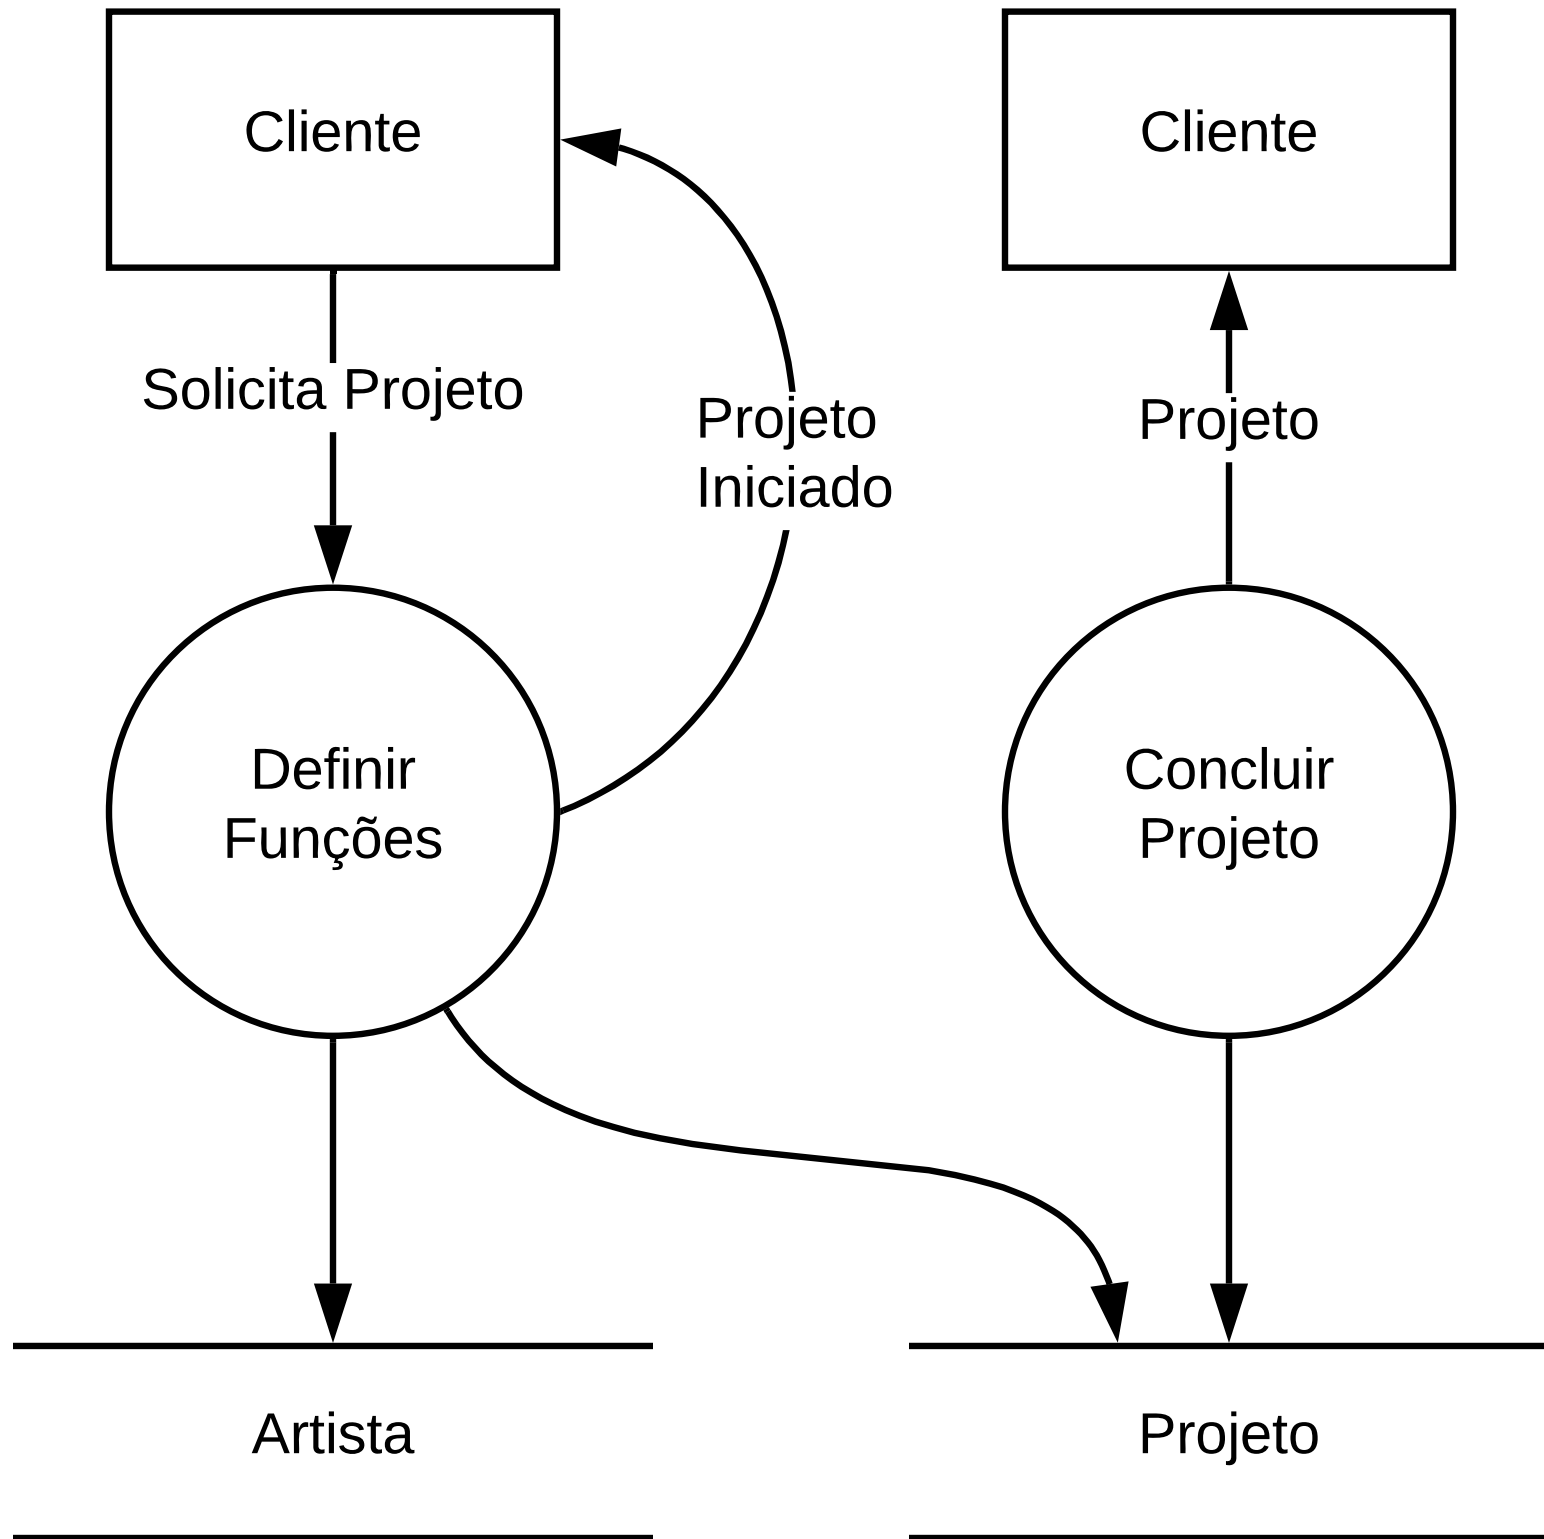 Cliente
Cliente
Solicita Projeto
Projeto
Iniciado
Projeto
Definir
Funções
Concluir
Projeto
Artista
Projeto